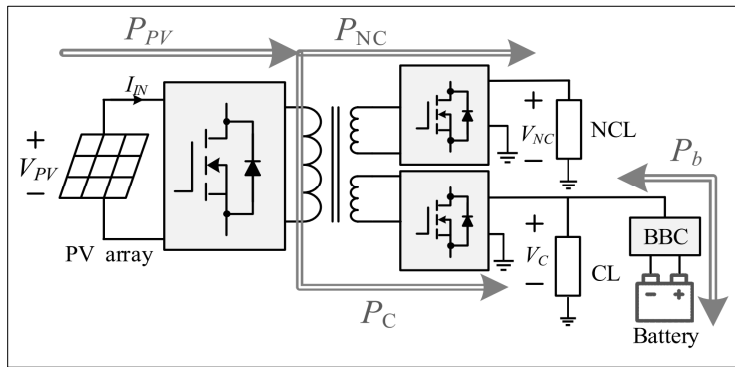 P_PV
P_NC
I_IN
+
V_PV
−
PV array
+
V_NC
−
NCL
P_b
+
V_C
−
CL
BBC
− +
Battery
P_C